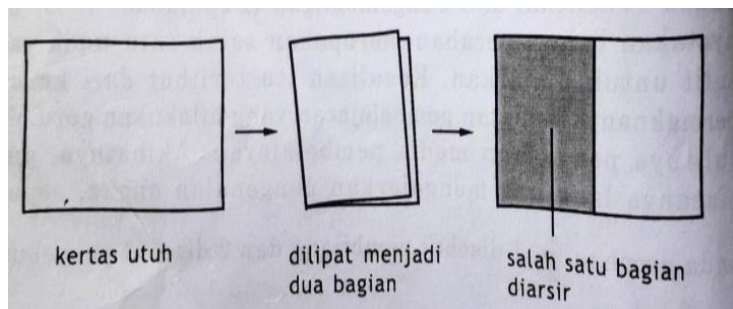 kertas utuh
dilipat menjadi
dua bagian
salah satu bagian
diarsir